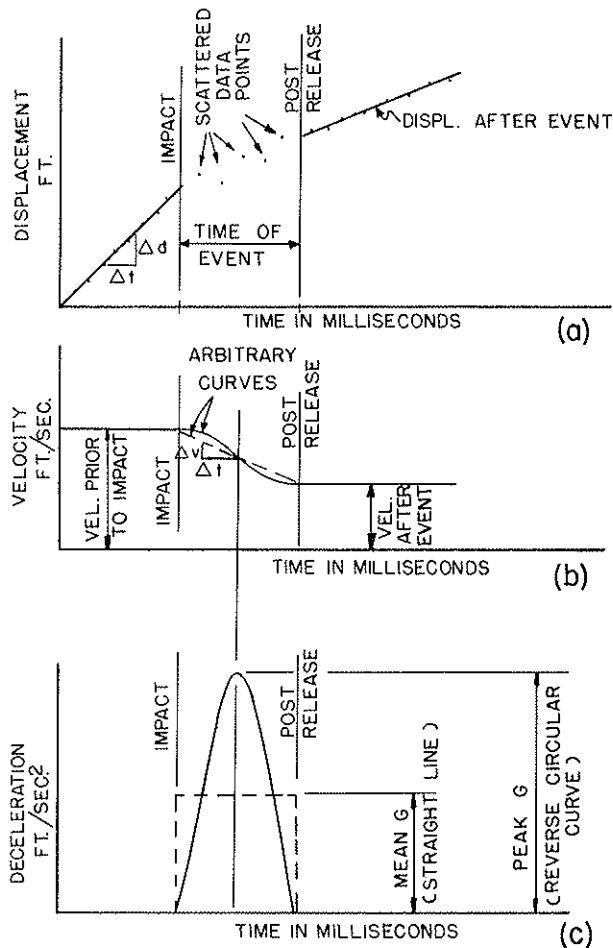 DISPLACEMENT
FT.
IMPACT
SCATTERED
DATA
POINTS
POST
RELEASE
DISPL. AFTER EVENT
Δd
Δt
TIME OF
EVENT
TIME IN MILLISECONDS
(a)
VELOCITY
FT./SEC.
VEL. PRIOR
TO IMPACT
IMPACT
ARBITRARY
CURVES
Δv
Δt
POST
RELEASE
VEL.
AFTER
EVENT
TIME IN MILLISECONDS
(b)
DECELERATION
FT./SEC.2
IMPACT
POST
RELEASE
MEAN G
(STRAIGHT LINE)
PEAK G
(REVERSE CIRCULAR
CURVE)
TIME IN MILLISECONDS
(c)